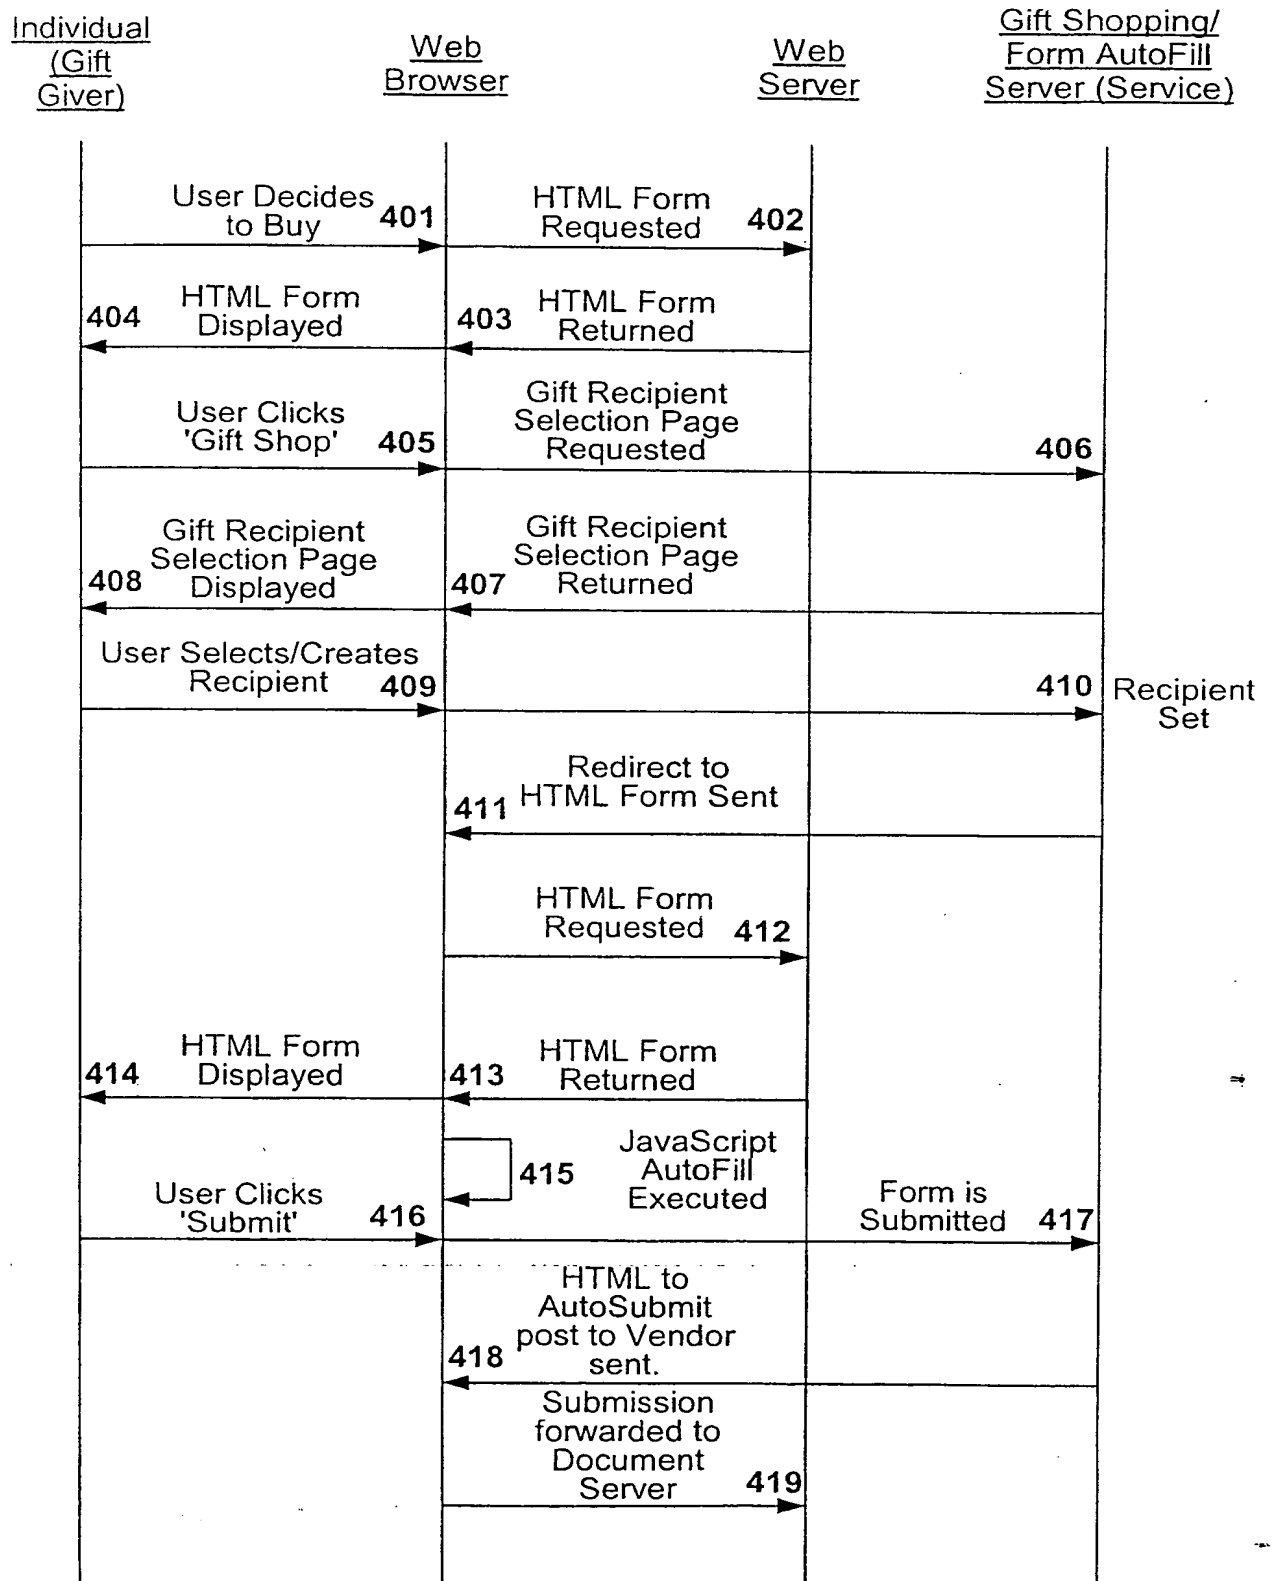 Individual
(Gift
Giver)
Web
Browser
Web
Server
Gift Shopping/
Form AutoFill
Server (Service)
User Decides
to Buy 401
HTML Form
Requested 402
404 HTML Form
Displayed
403 HTML Form
Returned
User Clicks
'Gift Shop' 405
Gift Recipient
Selection Page
Requested
406
Gift Recipient
Selection Page
408 Displayed
Gift Recipient
Selection Page
407 Returned
User Selects/Creates
Recipient 409
410 Recipient
Set
Redirect to
411 HTML Form Sent
HTML Form
Requested 412
HTML Form
414 Displayed
HTML Form
413 Returned
415
JavaScript
AutoFill
Executed
User Clicks
'Submit' 416
Form is
Submitted 417
HTML to
AutoSubmit
post to Vendor
418 sent.
Submission
forwarded to
Document
Server 419